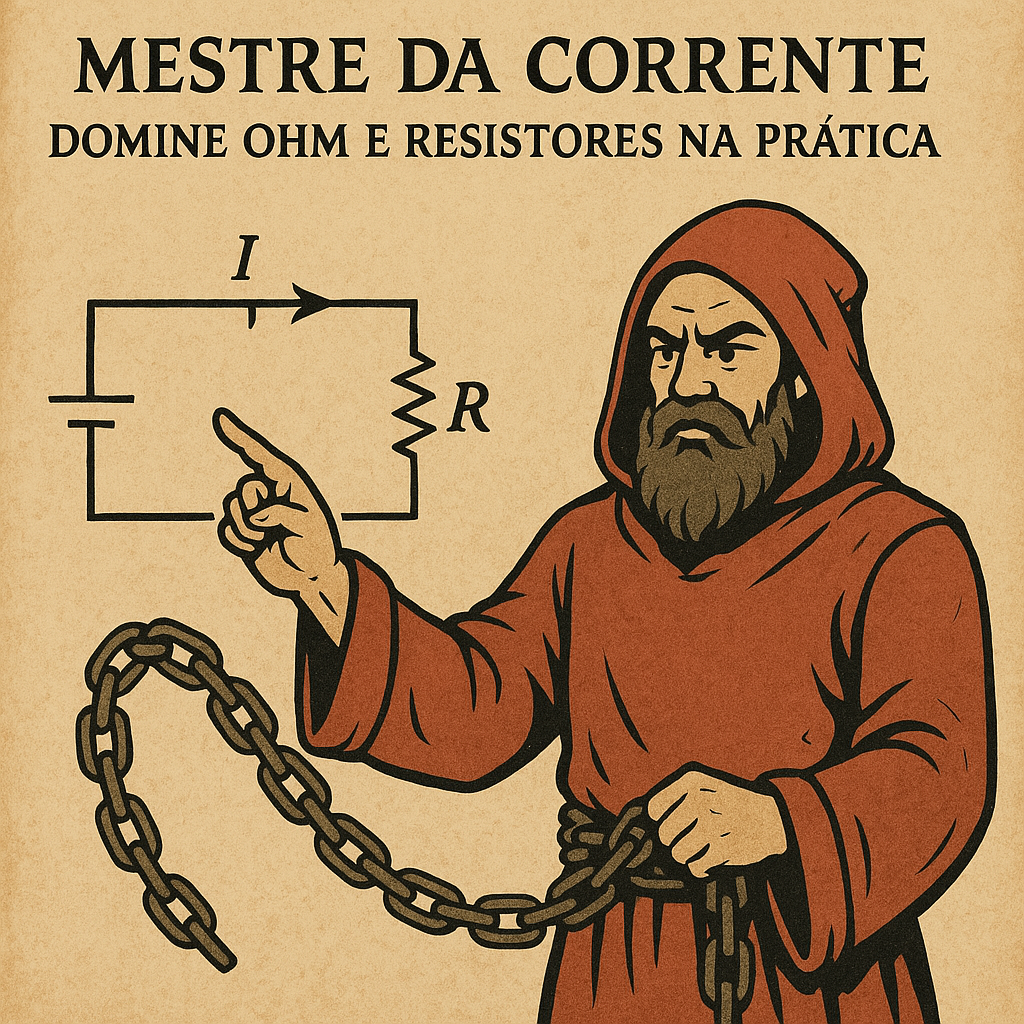 MESTRE DA CORRENTE
DOMINE OHM E RESISTORES NA PRÁTICA
I
R